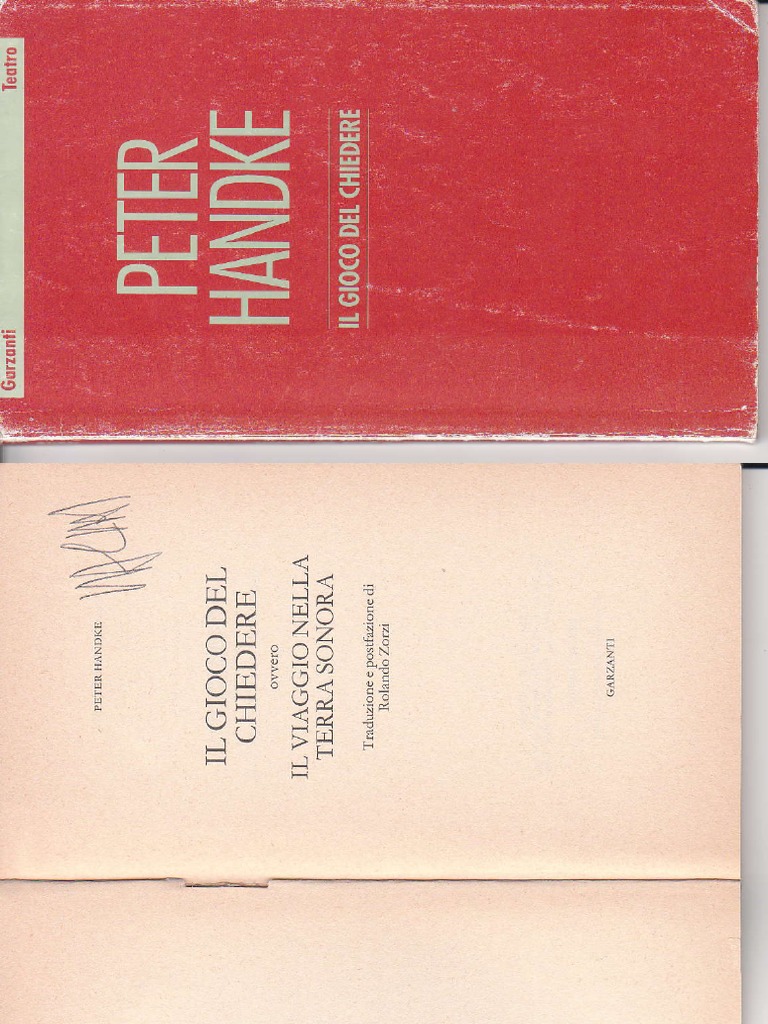 Garzanti Teatro
PETER
HANDKE
IL GIOCO DEL CHIEDERE
PETER HANDKE
IL GIOCO DEL
CHIEDERE
ovvero
IL VIAGGIO NELLA
TERRA SONORA
Traduzione e postfazione di
Rolando Zorzi
GARZANTI